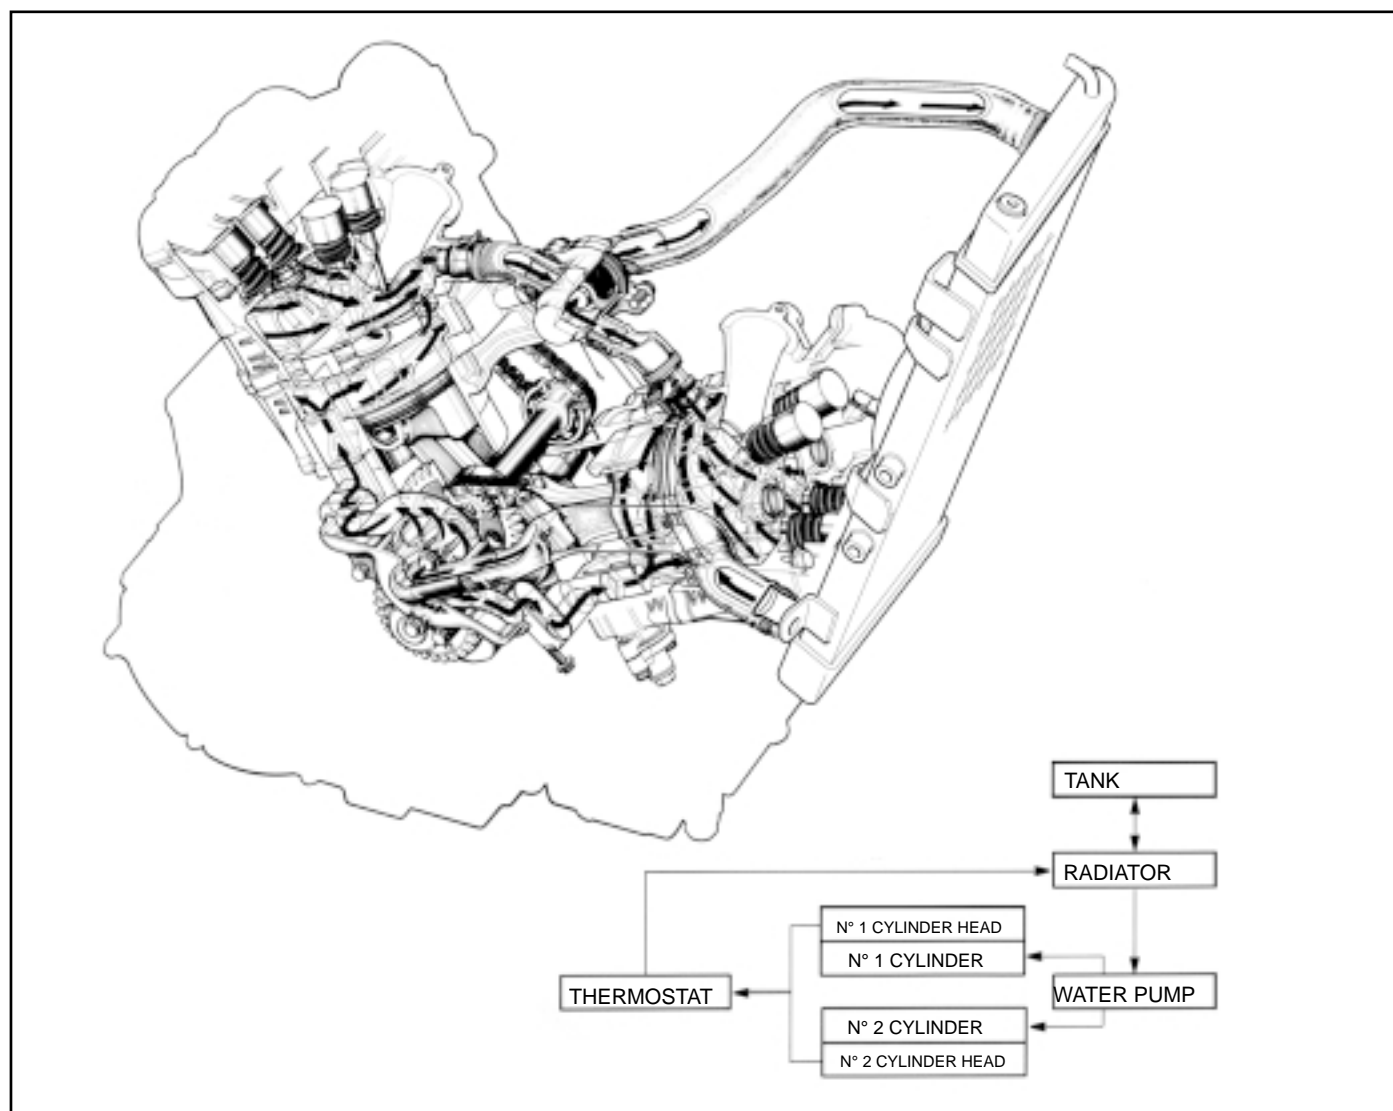 TANK
RADIATOR
N° 1 CYLINDER HEAD
N° 1 CYLINDER
THERMOSTAT
WATER PUMP
N° 2 CYLINDER
N° 2 CYLINDER HEAD